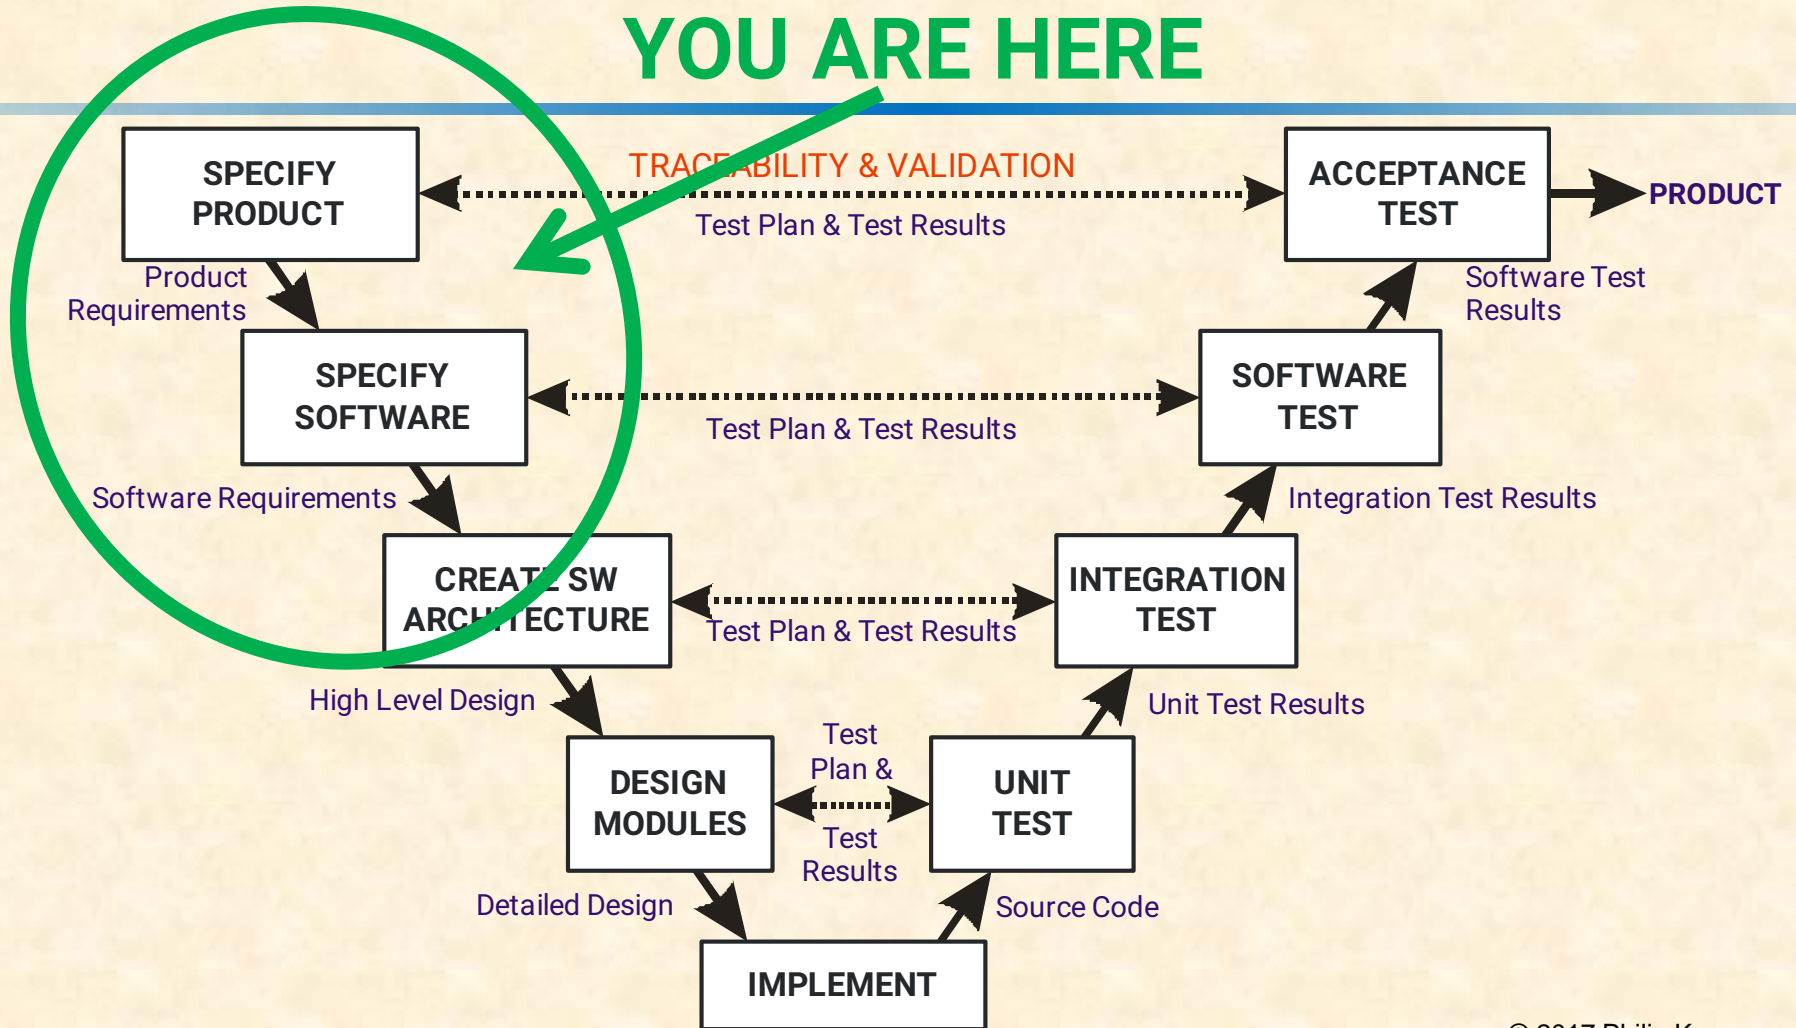 YOU ARE HERE
SPECIFY
PRODUCT
TRACEABILITY & VALIDATION
Test Plan & Test Results
ACCEPTANCE
TEST
PRODUCT
Product
Requirements
Software Test
Results
SPECIFY
SOFTWARE
Test Plan & Test Results
SOFTWARE
TEST
Software Requirements
Integration Test Results
CREATE SW
ARCHITECTURE
Test Plan & Test Results
INTEGRATION
TEST
High Level Design
Unit Test Results
DESIGN
MODULES
Test
Plan &
Test
Results
UNIT
TEST
Detailed Design
Source Code
IMPLEMENT
© 2017 Philip